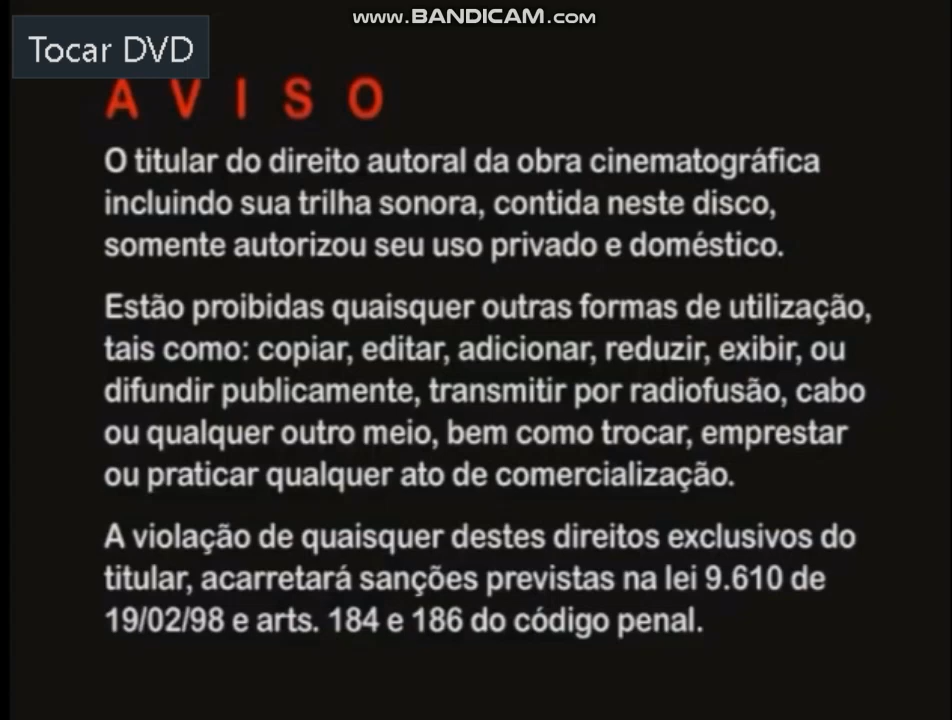 www.BANDICAM.com
Tocar DVD
A V I S O
O titular do direito autoral da obra cinematográfica
incluindo sua trilha sonora, contida neste disco,
somente autorizou seu uso privado e doméstico.
Estão proibidas quaisquer outras formas de utilização,
tais como: copiar, editar, adicionar, reduzir, exibir, ou
difundir publicamente, transmitir por radiofusão, cabo
ou qualquer outro meio, bem como trocar, emprestar
ou praticar qualquer ato de comercialização.
A violação de quaisquer destes direitos exclusivos do
titular, acarretará sanções previstas na lei 9.610 de
19/02/98 e arts. 184 e 186 do código penal.